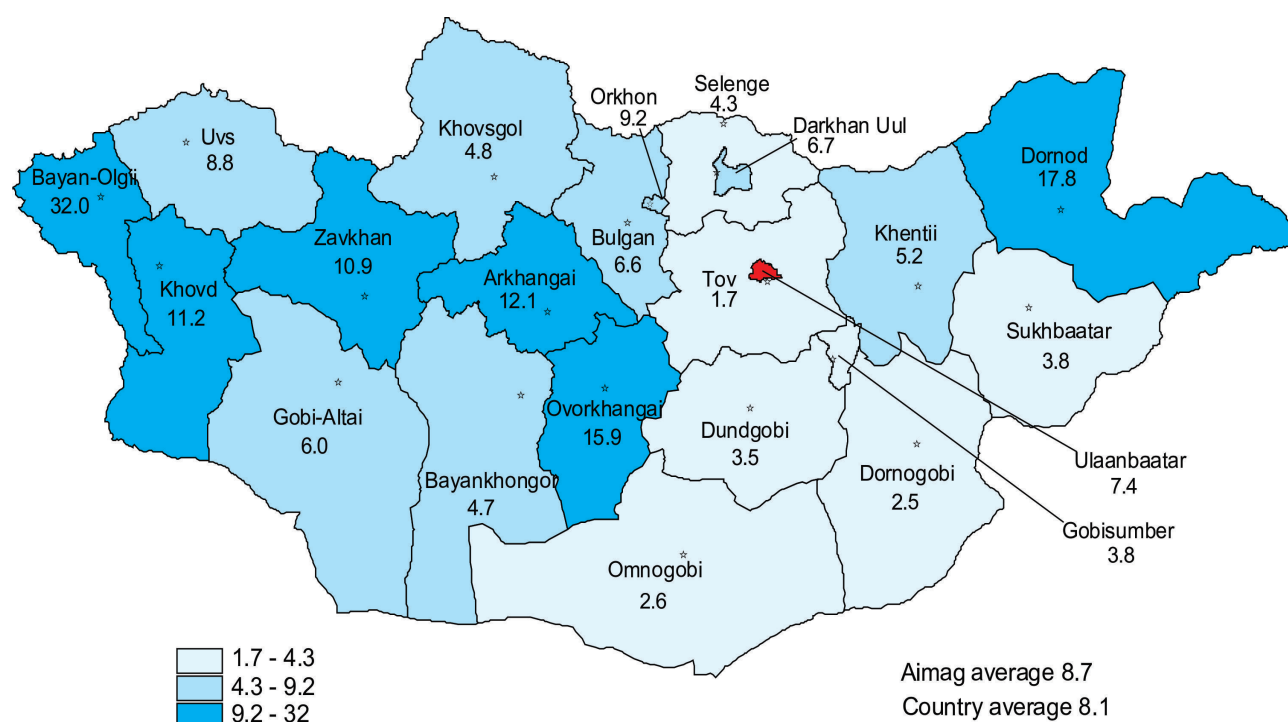 Selenge
4.3
Orkhon
9.2
Darkhan Uul
6.7
Uvs
8.8
Khovsgol
4.8
Dornod
17.8
Bayan-Olgii
32.0
Zavkhan
10.9
Bulgan
6.6
Khentii
5.2
Khovd
11.2
Arkhangai
12.1
Tov
1.7
Sukhbaatar
3.8
Gobi-Altai
6.0
Ovorkhangai
15.9
Dundgobi
3.5
Bayankhongor
4.7
Dornogobi
2.5
Ulaanbaatar
7.4
Gobisumber
3.8
Omnogobi
2.6
1.7 - 4.3
4.3 - 9.2
9.2 - 32
Aimag average 8.7
Country average 8.1